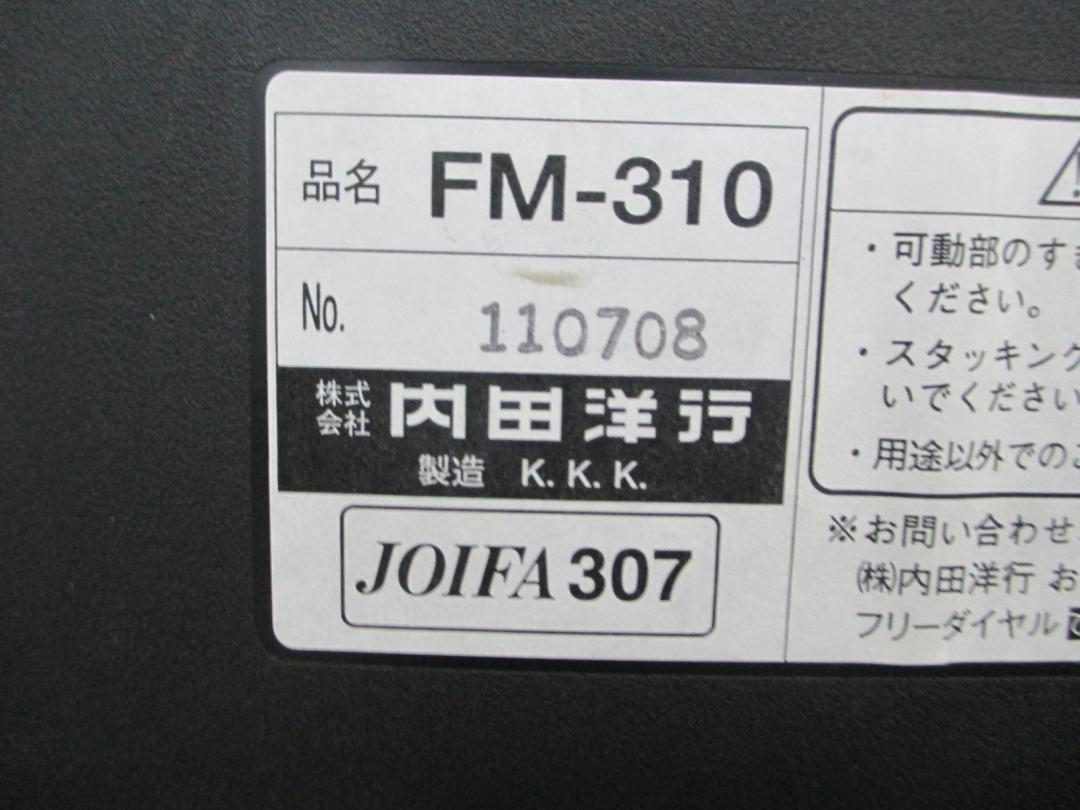 品名 FM-310
No. 110708
株式会社 内田洋行
製造 K. K. K.
JOIFA 307
・可動部のす
ください。
・スタッキング
いでください
・用途以外でのご
※お問い合わせ
㈱内田洋行 お
フリーダイヤル